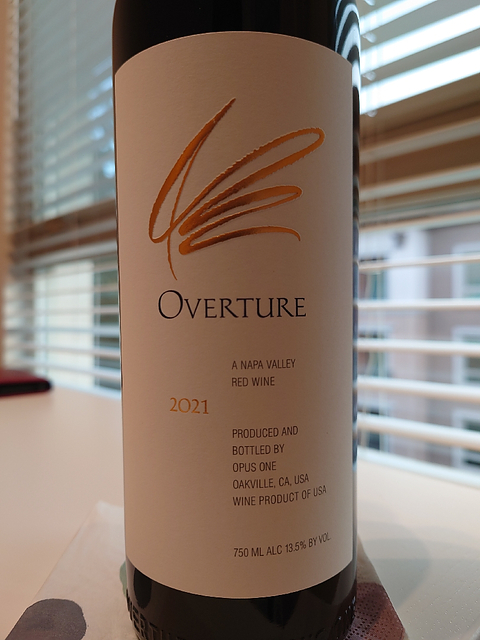 OVERTURE
A NAPA VALLEY
RED WINE
2021
PRODUCED AND
BOTTLED BY
OPUS ONE
OAKVILLE, CA, USA
WINE PRODUCT OF USA
750 ML ALC 13.5% BY VOL